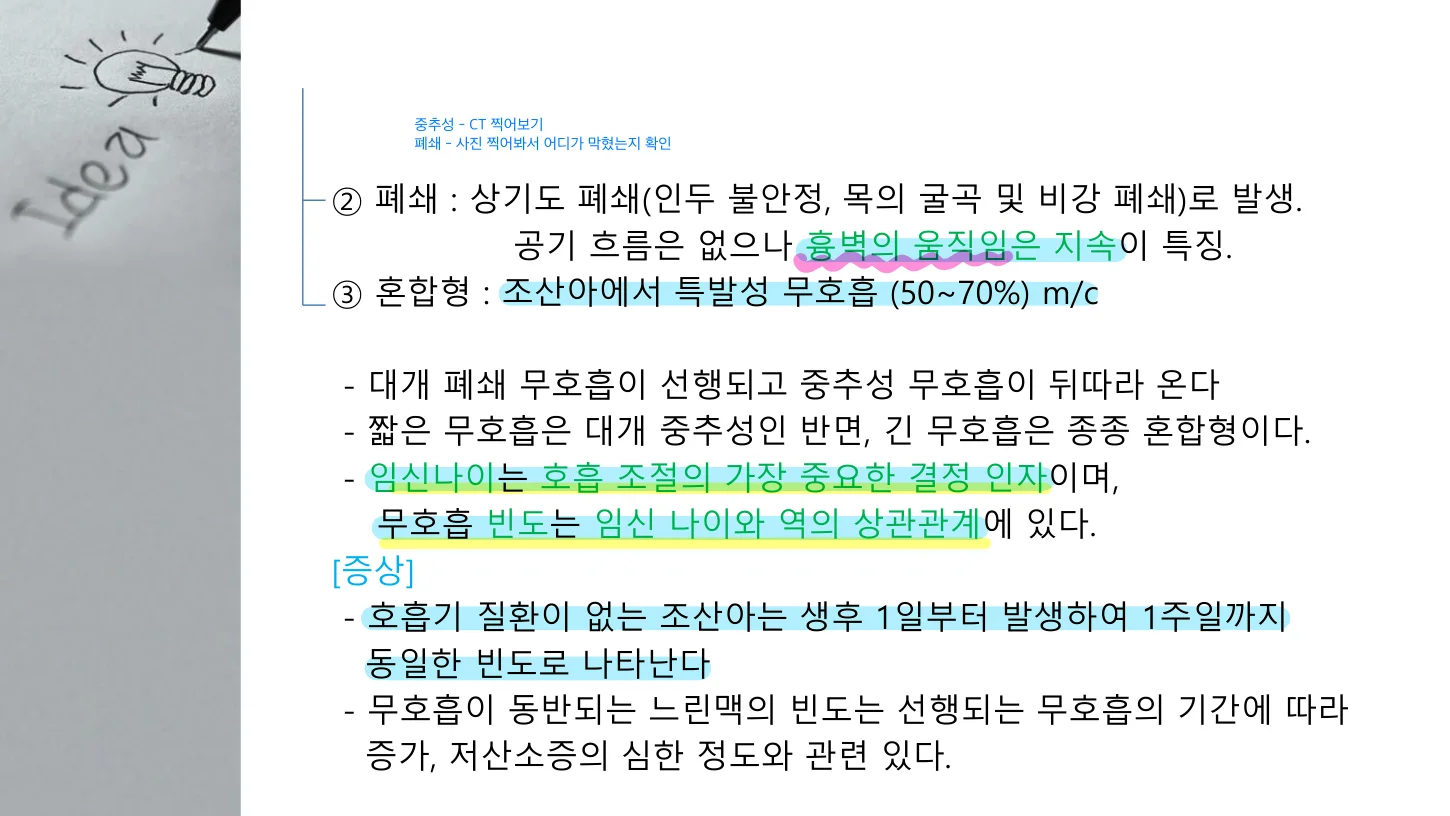 Idea
중추성 - CT 찍어보기
폐쇄 - 사진 찍어봐서 어디가 막혔는지 확인
② 폐쇄 : 상기도 폐쇄(인두 불안정, 목의 굴곡 및 비강 폐쇄)로 발생.
공기 흐름은 없으나 흉벽의 움직임은 지속이 특징.
③ 혼합형 : 조산아에서 특발성 무호흡 (50~70%) m/c
- 대개 폐쇄 무호흡이 선행되고 중추성 무호흡이 뒤따라 온다
- 짧은 무호흡은 대개 중추성인 반면, 긴 무호흡은 종종 혼합형이다.
- 임신나이는 호흡 조절의 가장 중요한 결정 인자이며,
무호흡 빈도는 임신 나이와 역의 상관관계에 있다.
[증상]
- 호흡기 질환이 없는 조산아는 생후 1일부터 발생하여 1주일까지
동일한 빈도로 나타난다
- 무호흡이 동반되는 느린맥의 빈도는 선행되는 무호흡의 기간에 따라
증가, 저산소증의 심한 정도와 관련 있다.